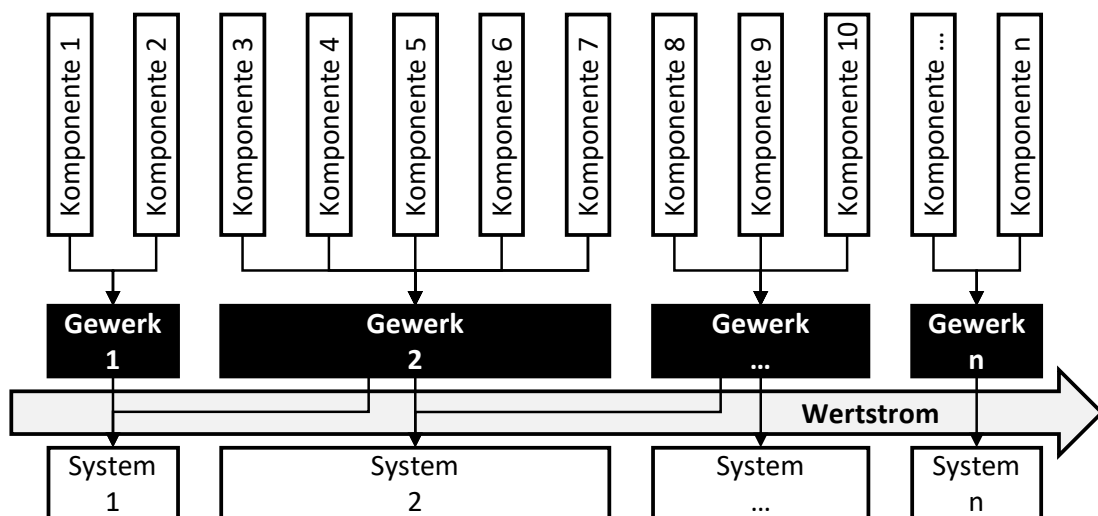 Komponente 1
Komponente 2
Komponente 3
Komponente 4
Komponente 5
Komponente 6
Komponente 7
Komponente 8
Komponente 9
Komponente 10
Komponente ...
Komponente n
Gewerk
1
Gewerk
2
Gewerk
...
Gewerk
n
Wertstrom
System
1
System
2
System
...
System
n